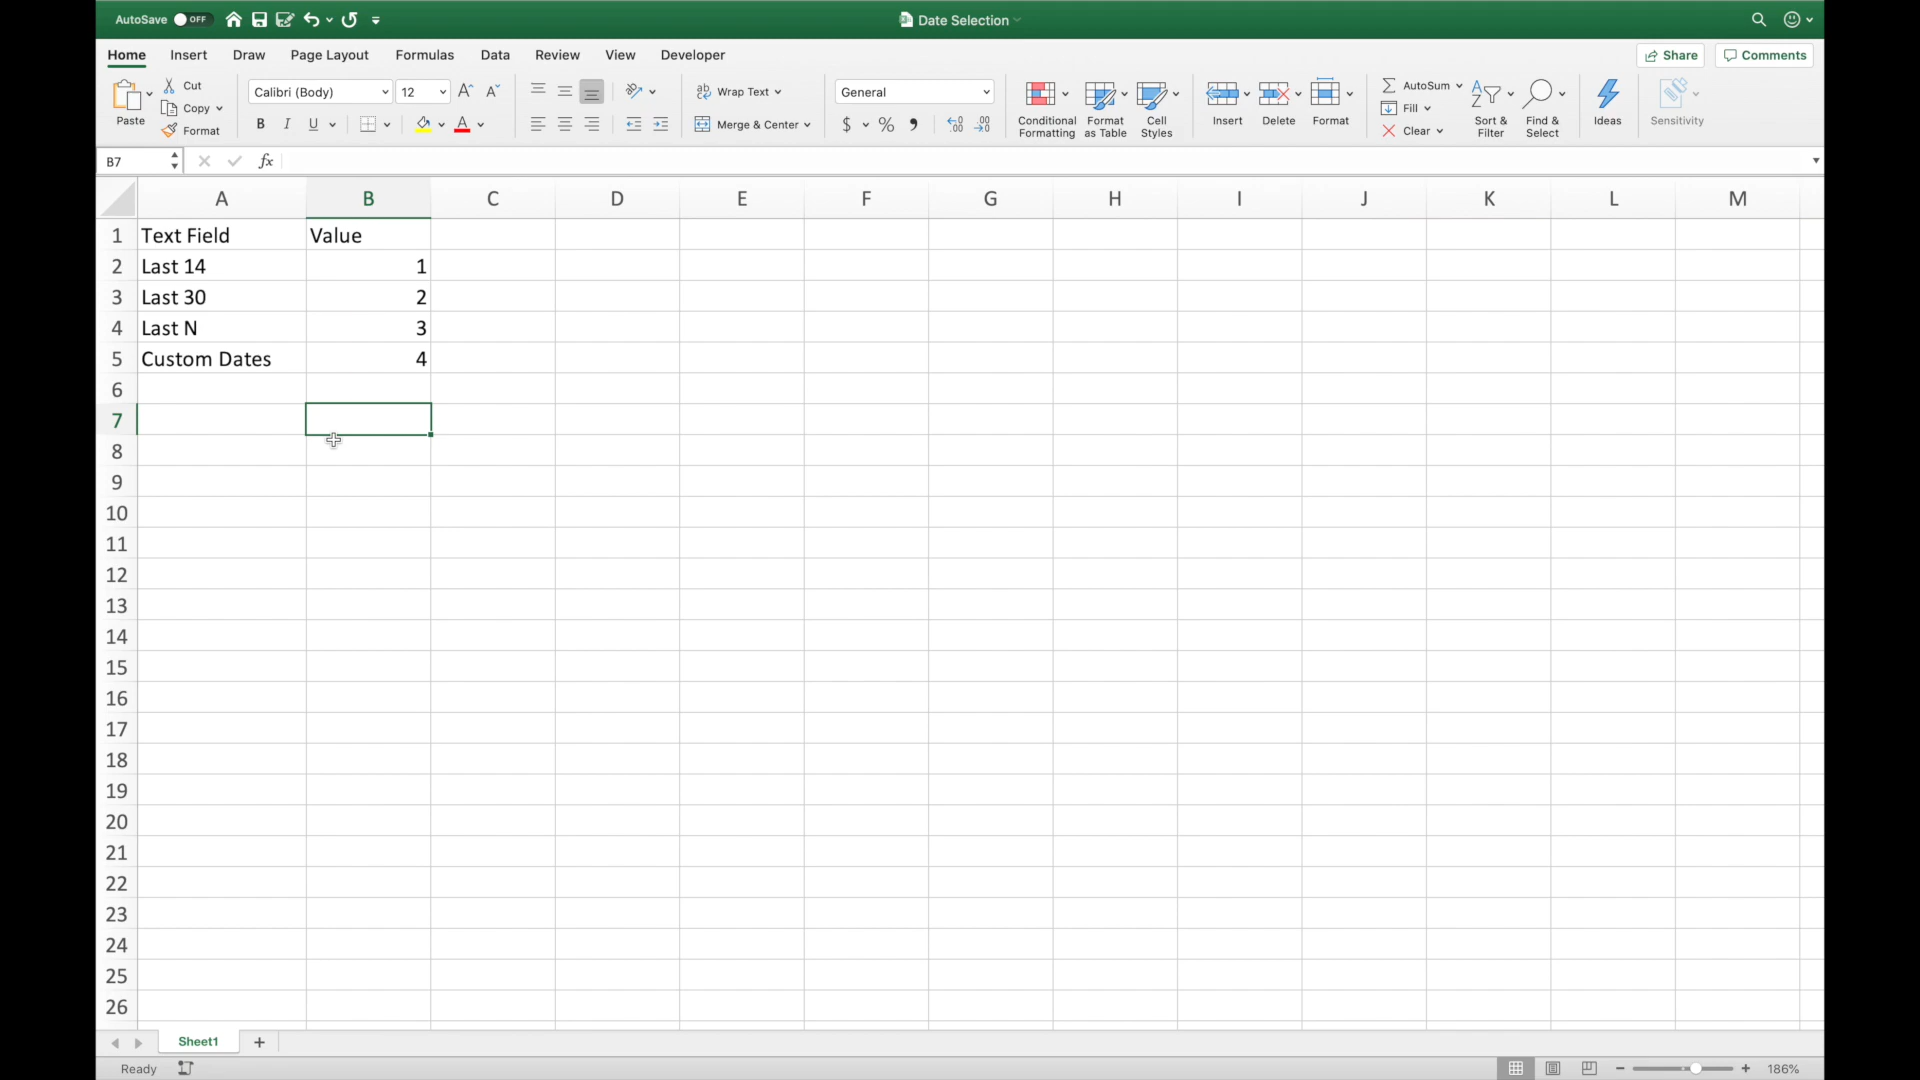 AutoSave OFF Date Selection
Home Insert Draw Page Layout Formulas Data Review View Developer Share Comments
Paste Cut Copy Format
Calibri (Body) 12
B I U A
Wrap Text
Merge & Center
General
$ % ,
Conditional Formatting
Format as Table
Cell Styles
Insert Delete Format
AutoSum
Fill
Clear
Sort & Filter
Find & Select
Ideas
Sensitivity
B7 fx
A B C D E F G H I J K L M
1 Text Field Value
2 Last 14 1
3 Last 30 2
4 Last N 3
5 Custom Dates 4
6
7
8
9
10
11
12
13
14
15
16
17
18
19
20
21
22
23
24
25
26
Sheet1 +
Ready 186%